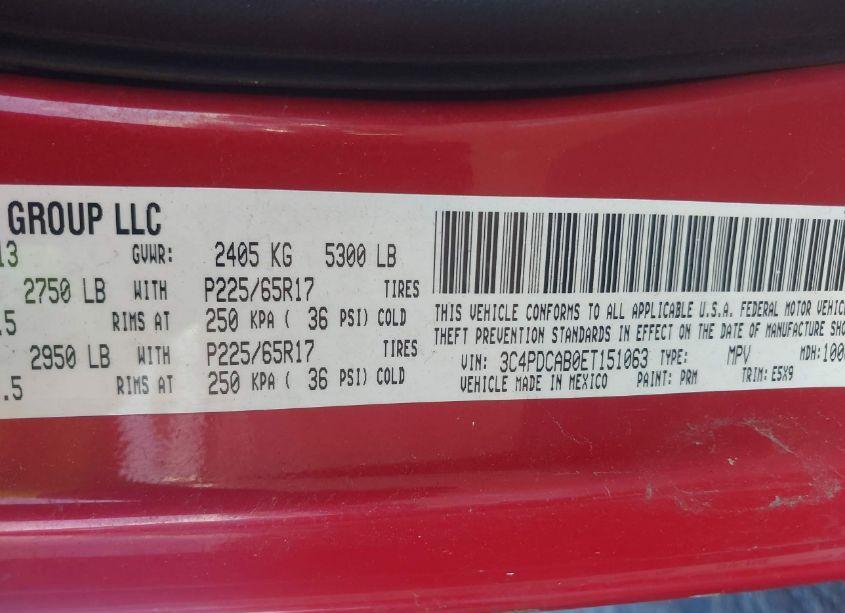 GROUP LLC
13 GVWR: 2405 KG 5300 LB
2750 LB WITH P225/65R17 TIRES
.5 RIMS AT 250 KPA ( 36 PSI) COLD
2950 LB WITH P225/65R17 TIRES
.5 RIMS AT 250 KPA ( 36 PSI) COLD
THIS VEHICLE CONFORMS TO ALL APPLICABLE U.S.A. FEDERAL MOTOR VEHIC
THEFT PREVENTION STANDARDS IN EFFECT ON THE DATE OF MANUFACTURE SHO
VIN: 3C4PDCAB0ET151063 TYPE: MPV MDH: 100
VEHICLE MADE IN MEXICO PAINT: PRM TRIM: E5X9